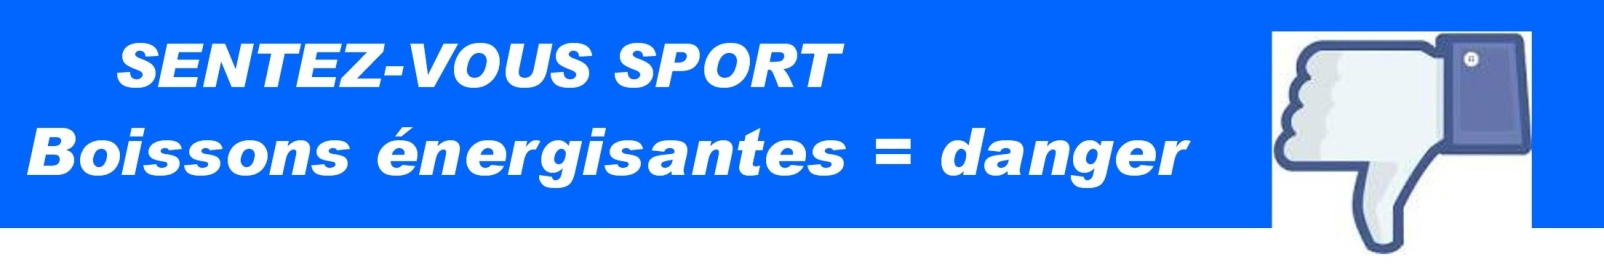 SENTEZ-VOUS SPORT
Boissons énergisantes = danger